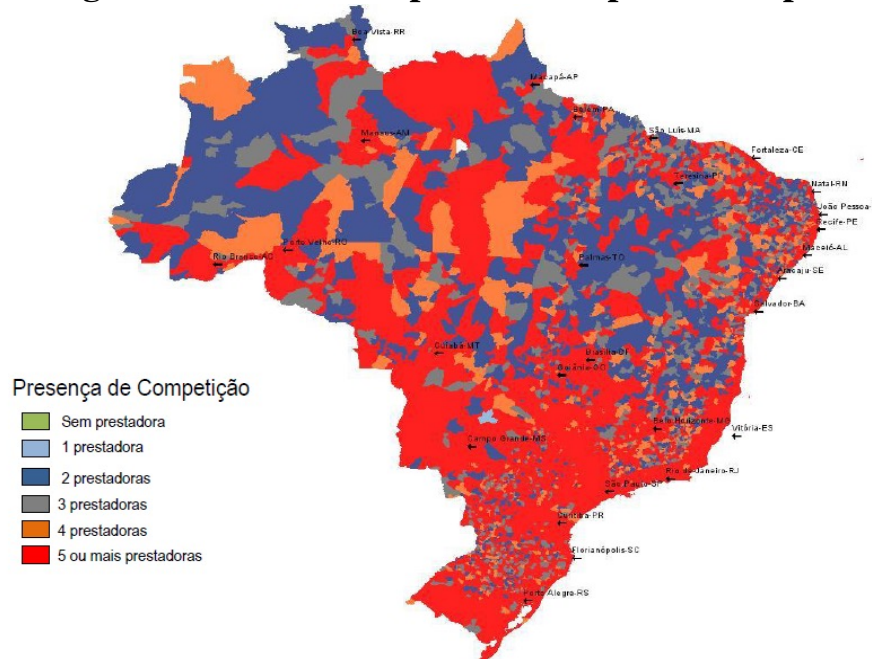 Boa Vista-RR
Macapá-AP
Belém-PA
São Luís-MA
Manaus-AM
Fortaleza-CE
Teresina-PI
Natal-RN
João Pessoa-
Recife-PE
Porto Velho-RO
Maceió-AL
Rio Branco-AC
Palmas-TO
Aracaju-SE
Salvador-BA
Cuiabá-MT
Brasília-DF
Goiânia-GO
Presença de Competição
Sem prestadora
1 prestadora
2 prestadoras
3 prestadoras
4 prestadoras
5 ou mais prestadoras
Belo Horizonte-MG
Vitória-ES
Campo Grande-MS
Rio de Janeiro-RJ
São Paulo-SP
Curitiba-PR
Florianópolis-SC
Porto Alegre-RS